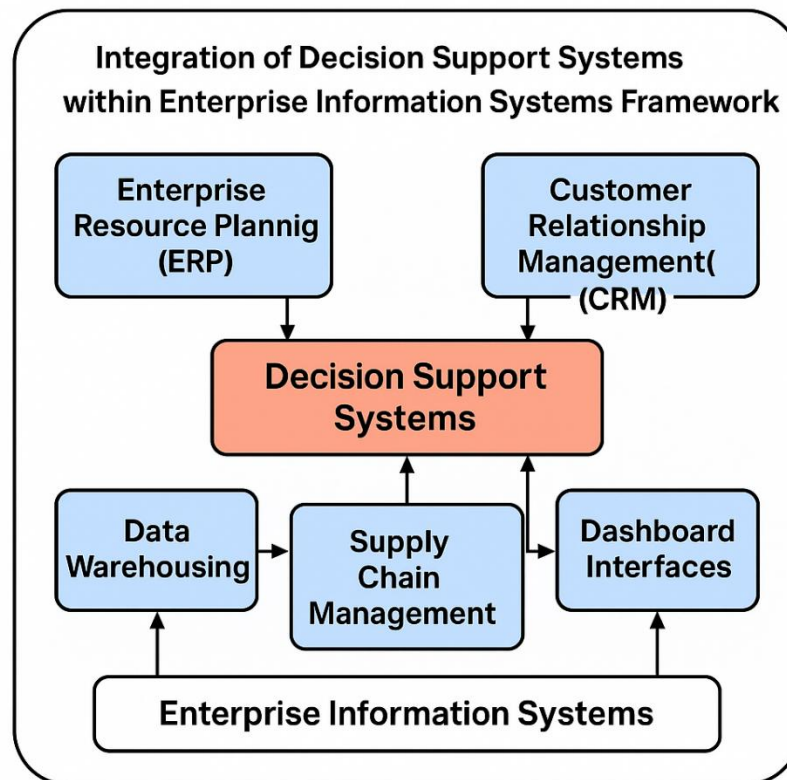 Integration of Decision Support Systems
within Enterprise Information Systems Framework
Enterprise
Resource Plannig
(ERP)
Customer
Relationship
Management(
(CRM)
Decision Support
Systems
Data
Warehousing
Supply
Chain
Management
Dashboard
Interfaces
Enterprise Information Systems